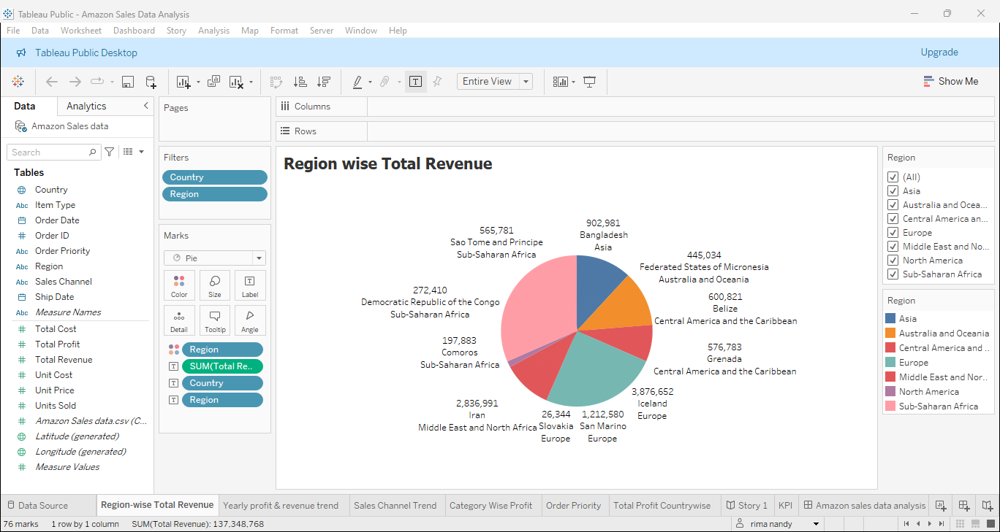 Tableau Public - Amazon Sales Data Analysis
File Data Worksheet Dashboard Story Analysis Map Format Server Window Help
Tableau Public Desktop
Upgrade
Entire View
Show Me
Data
Analytics
Amazon Sales data
Search
Tables
Country
Abc Item Type
Order Date
Order ID
Abc Order Priority
Abc Region
Abc Sales Channel
Ship Date
Abc Measure Names
Total Cost
Total Profit
Total Revenue
Unit Cost
Unit Price
Units Sold
Amazon Sales data.csv (C...
Latitude (generated)
Longitude (generated)
Measure Values
Pages
Filters
Country
Region
Marks
Pie
Color Size Label
Detail Tooltip Angle
Region
SUM(Total Re..
Country
Region
Columns
Rows
Region wise Total Revenue
902,981
Bangladesh
Asia
445,034
Federated States of Micronesia
Australia and Oceania
600,821
Belize
Central America and the Caribbean
576,783
Grenada
Central America and the Caribbean
3,876,652
Iceland
Europe
1,212,580
San Marino
Europe
26,344
Slovakia
Europe
2,836,991
Iran
Middle East and North Africa
197,883
Comoros
Sub-Saharan Africa
272,410
Democratic Republic of the Congo
Sub-Saharan Africa
565,781
Sao Tome and Principe
Sub-Saharan Africa
Region
(All)
Asia
Australia and Ocea...
Central America an...
Europe
Middle East and No...
North America
Sub-Saharan Africa
Region
Asia
Australia and Oceania
Central America and ..
Europe
Middle East and Nor..
North America
Sub-Saharan Africa
Data Source
Region-wise Total Revenue
Yearly profit & revenue trend
Sales Channel Trend
Category Wise Profit
Order Priority
Total Profit Countrywise
Story 1
KPI
Amazon sales data analysis
76 marks 1 row by 1 column SUM(Total Revenue): 137,348,768
rima nandy